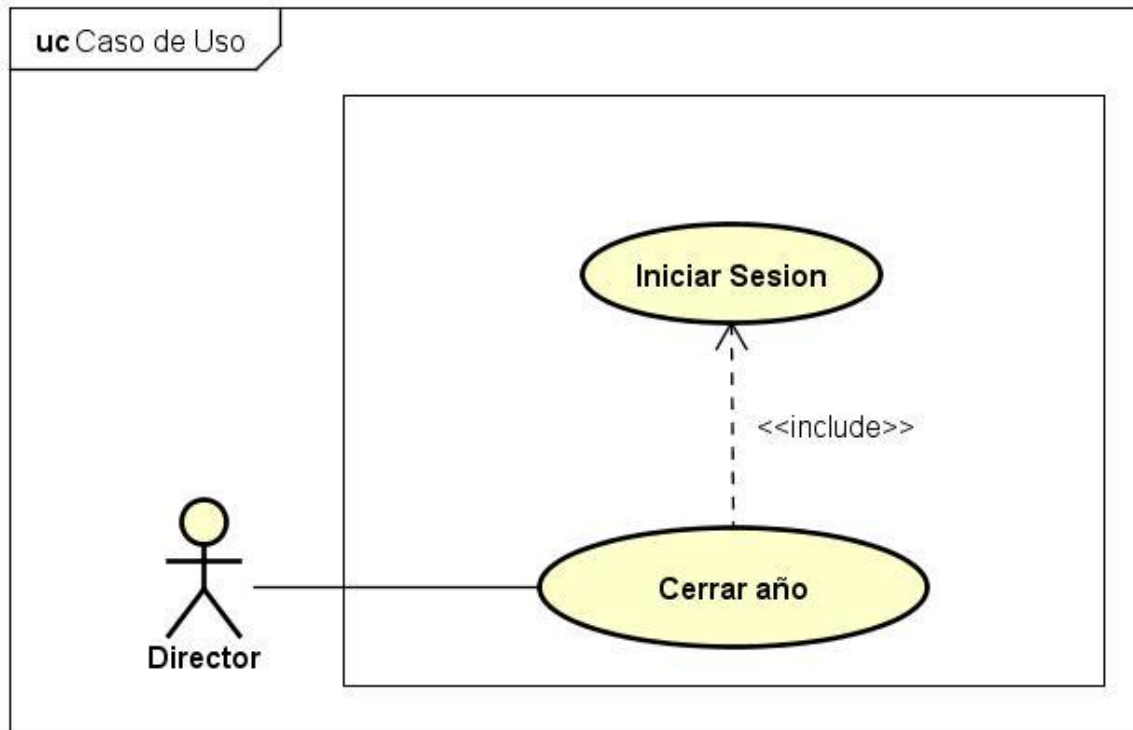 uc Caso de Uso
Iniciar Sesion
<<include>>
Cerrar año
Director